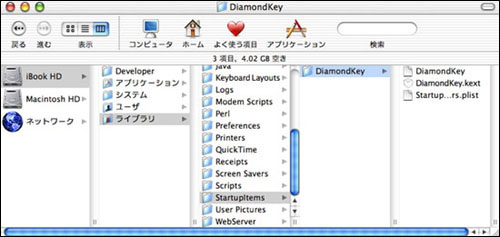 DiamondKey
戻る 進む 表示 コンピュータ ホーム よく使う項目 アプリケーション 検索
3 項目、4.02 GB 空き
iBook HD
Macintosh HD
ネットワーク
Developer
アプリケーション
システム
ユーザ
ライブラリ
Java
Keyboard Layouts
Logs
Modem Scripts
Perl
Preferences
Printers
QuickTime
Receipts
Screen Savers
Scripts
StartupItems
User Pictures
WebServer
DiamondKey
DiamondKey
DiamondKey.kext
Startup...rs.plist